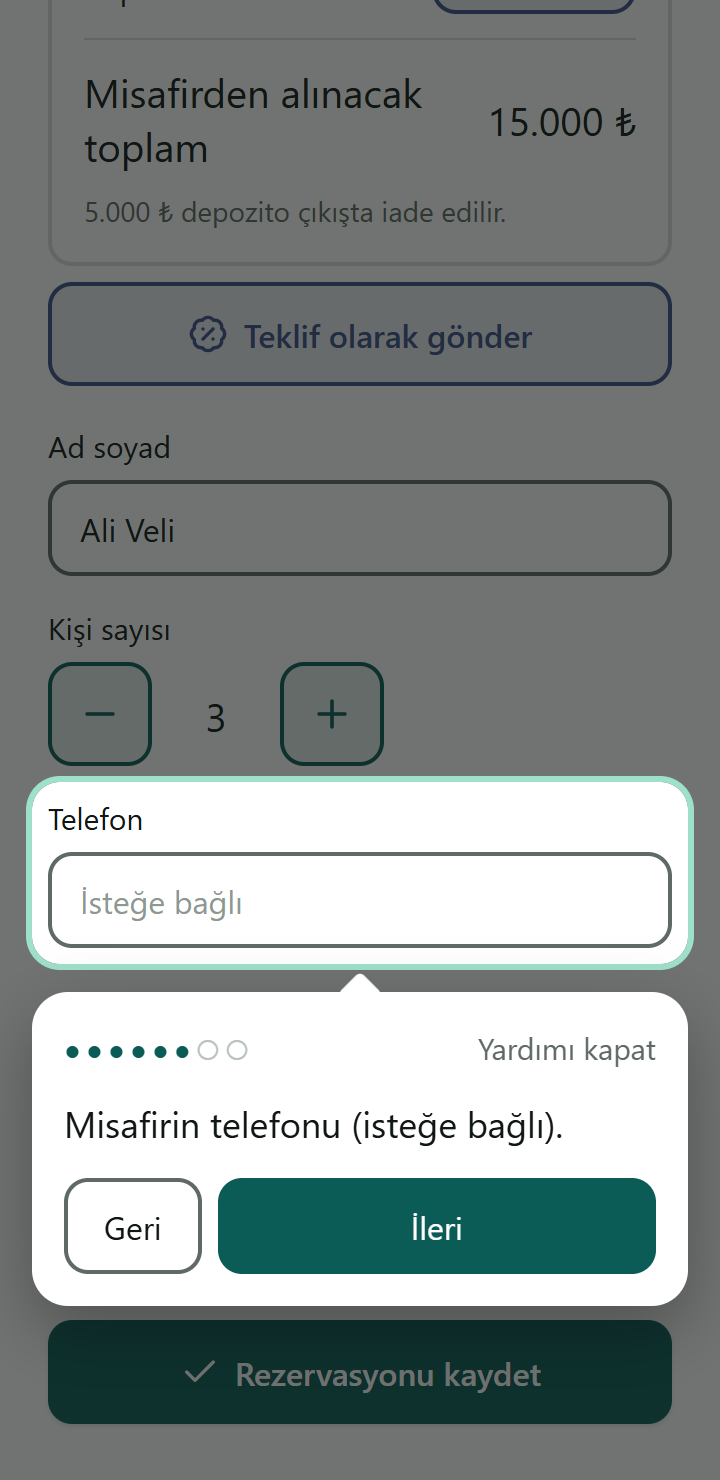 Misafirden alınacak
toplam
15.000 ₺
5.000 ₺ depozito çıkışta iade edilir.
Teklif olarak gönder
Ad soyad
Ali Veli
Kişi sayısı
3
Telefon
İsteğe bağlı
Yardımı kapat
Misafirin telefonu (isteğe bağlı).
Geri
İleri
Rezervasyonu kaydet